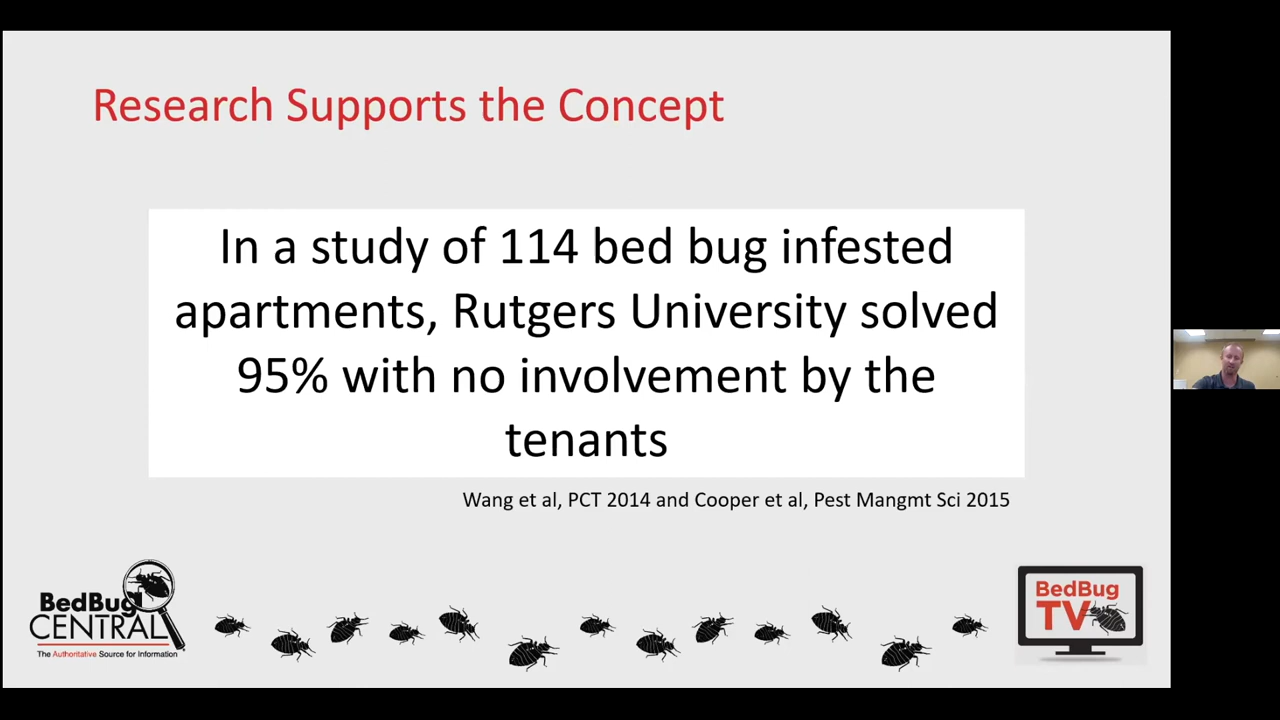 Research Supports the Concept
In a study of 114 bed bug infested
apartments, Rutgers University solved
95% with no involvement by the
tenants
Wang et al, PCT 2014 and Cooper et al, Pest Mangmt Sci 2015
BedBug
CENTRAL
The Authoritative Source for Information
BedBug
TV